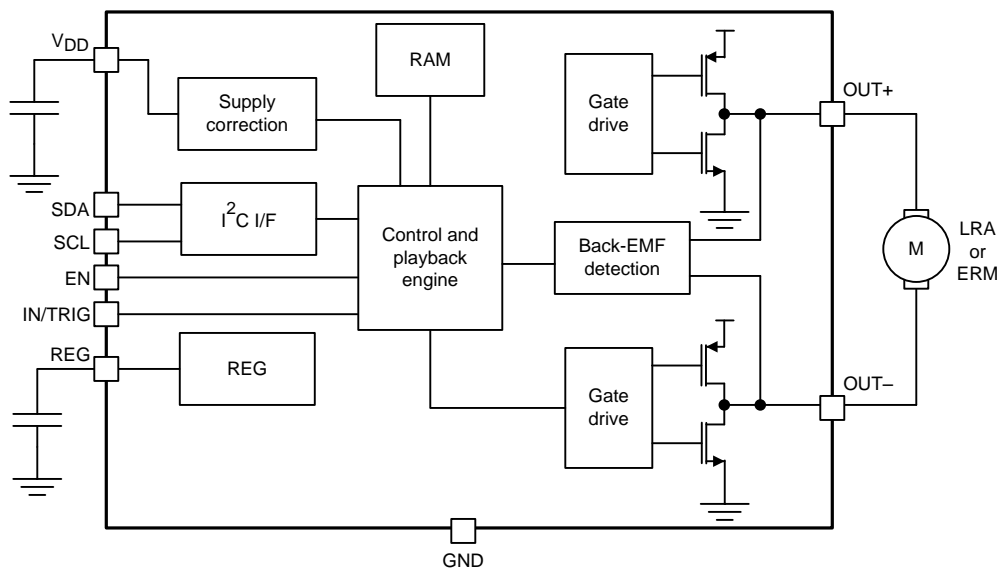 VDD
RAM
Supply
correction
Gate
drive
OUT+
SDA
I2C I/F
SCL
Control and
playback
engine
Back-EMF
detection
M
LRA
or
ERM
EN
IN/TRIG
REG
REG
Gate
drive
OUT–
GND